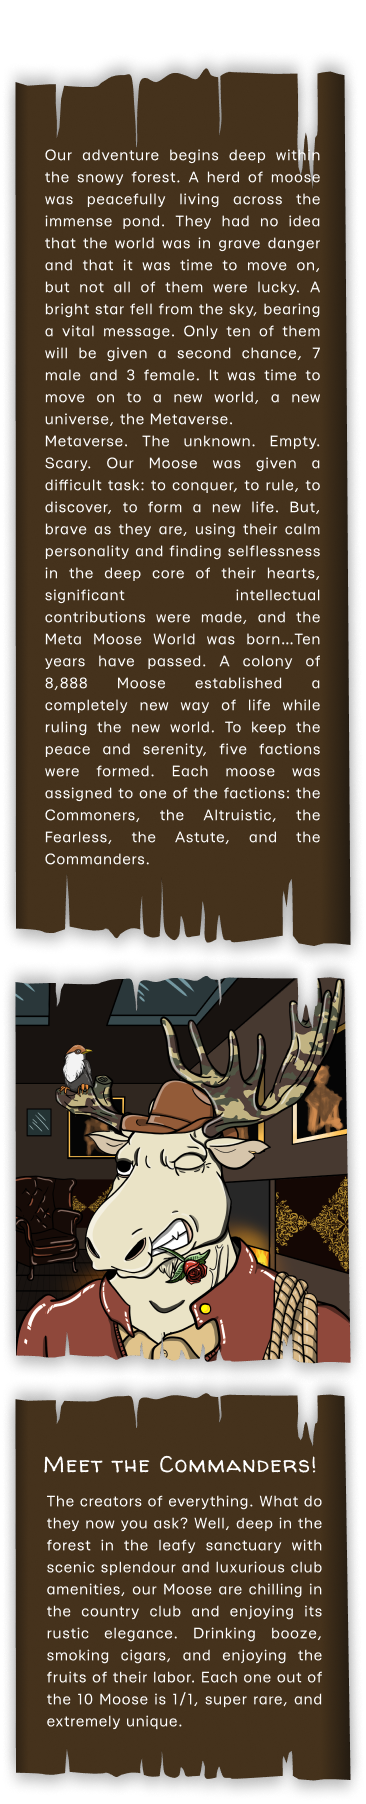 Our adventure begins deep within
the snowy forest. A herd of moose
was peacefully living across the
immense pond. They had no idea
that the world was in grave danger
and that it was time to move on,
but not all of them were lucky. A
bright star fell from the sky, bearing
a vital message. Only ten of them
will be given a second chance, 7
male and 3 female. It was time to
move on to a new world, a new
universe, the Metaverse.
Metaverse. The unknown. Empty.
Scary. Our Moose was given a
difficult task: to conquer, to rule, to
discover, to form a new life. But,
brave as they are, using their calm
personality and finding selflessness
in the deep core of their hearts,
significant intellectual
contributions were made, and the
Meta Moose World was born...Ten
years have passed. A colony of
8,888 Moose established a
completely new way of life while
ruling the new world. To keep the
peace and serenity, five factions
were formed. Each moose was
assigned to one of the factions: the
Commoners, the Altruistic, the
Fearless, the Astute, and the
Commanders.
Meet the Commanders!
The creators of everything. What do
they now you ask? Well, deep in the
forest in the leafy sanctuary with
scenic splendour and luxurious club
amenities, our Moose are chilling in
the country club and enjoying its
rustic elegance. Drinking booze,
smoking cigars, and enjoying the
fruits of their labor. Each one out of
the 10 Moose is 1/1, super rare, and
extremely unique.